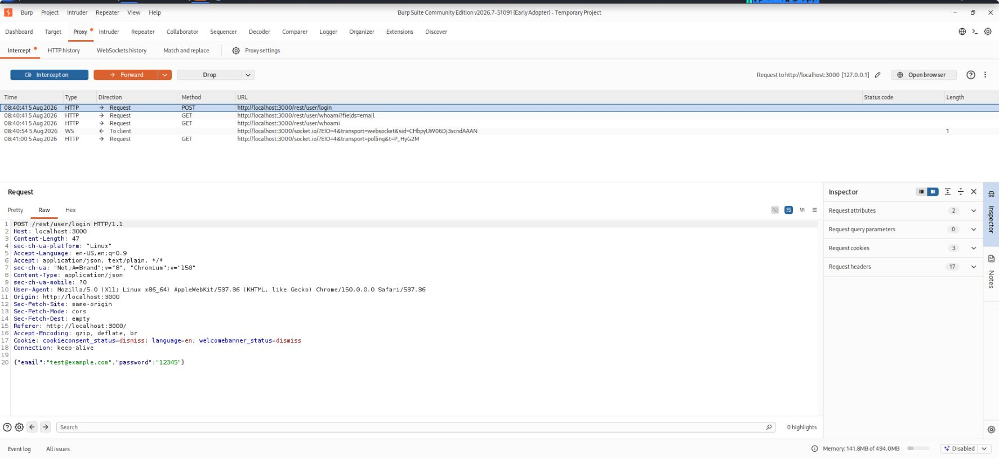 Burp Project Intruder Repeater View Help Burp Suite Community Edition v2026.7-51091 (Early Adopter) - Temporary Project
Dashboard Target Proxy Intruder Repeater Collaborator Sequencer Decoder Comparer Logger Organizer Extensions Discover
Intercept HTTP history WebSockets history Match and replace Proxy settings
Intercept on Forward Drop Request to http://localhost:3000 [127.0.0.1] Open browser
Time Type Direction Method URL Status code Length
08:40:41 5 Aug 2026 HTTP → Request POST http://localhost:3000/rest/user/login
08:40:41 5 Aug 2026 HTTP → Request GET http://localhost:3000/rest/user/whoami?fields=email
08:40:41 5 Aug 2026 HTTP → Request GET http://localhost:3000/rest/user/whoami
08:40:54 5 Aug 2026 WS ← To client http://localhost:3000/socket.io/?EIO=4&transport=websocket&sid=CHbpyUW06Dj3xcndAAAN 1
08:41:00 5 Aug 2026 HTTP → Request GET http://localhost:3000/socket.io/?EIO=4&transport=polling&t=P_HyG2M
Request
Pretty Raw Hex \n
1 POST /rest/user/login HTTP/1.1
2 Host: localhost:3000
3 Content-Length: 47
4 sec-ch-ua-platform: "Linux"
5 Accept-Language: en-US,en;q=0.9
6 Accept: application/json, text/plain, */*
7 sec-ch-ua: "Not;A=Brand";v="8", "Chromium";v="150"
8 Content-Type: application/json
9 sec-ch-ua-mobile: ?0
10 User-Agent: Mozilla/5.0 (X11; Linux x86_64) AppleWebKit/537.36 (KHTML, like Gecko) Chrome/150.0.0.0 Safari/537.36
11 Origin: http://localhost:3000
12 Sec-Fetch-Site: same-origin
13 Sec-Fetch-Mode: cors
14 Sec-Fetch-Dest: empty
15 Referer: http://localhost:3000/
16 Accept-Encoding: gzip, deflate, br
17 Cookie: cookieconsent_status=dismiss; language=en; welcomebanner_status=dismiss
18 Connection: keep-alive
19
20 {"email":"test@example.com","password":"12345"}
Inspector
Request attributes 2
Request query parameters 0
Request cookies 3
Request headers 17
Inspector
Notes
Search 0 highlights
Event log All issues Memory: 141.8MB of 494.0MB Disabled